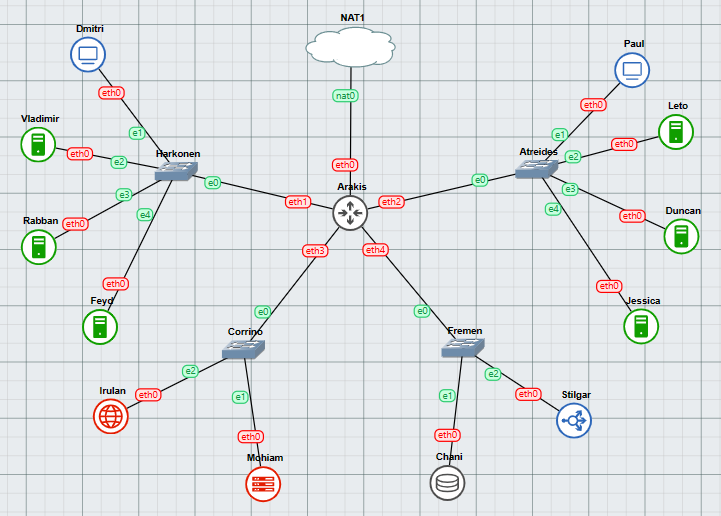 NAT1
Dmitri
Paul
eth0
nat0
eth0
Leto
Vladimir
e1
e1
eth0
eth0
e2
Harkonen
Atreides
e2
eth0
e0
Arakis
e0
e3
e3
eth1
eth2
Rabban
eth0
e4
e4
eth0
Duncan
eth3
eth4
eth0
eth0
Feyd
Jessica
e0
e0
Corrino
Fremen
e2
e2
Irulan
eth0
e1
e1
eth0
Stilgar
eth0
eth0
Mohiam
Chani